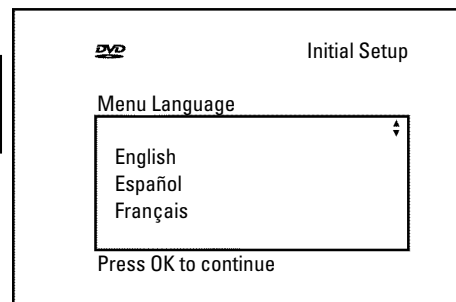 DVD
Initial Setup
Menu Language
English
Español
Français
Press OK to continue